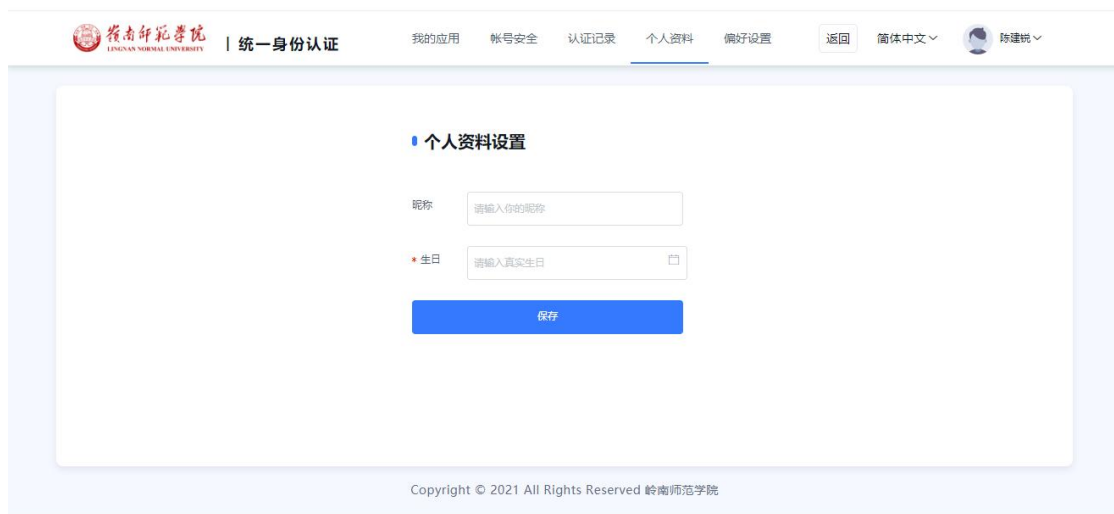 嶺南師範學院
LINGNAN NORMAL UNIVERSITY
| 统一身份认证
我的应用 帐号安全 认证记录 个人资料 偏好设置 返回 简体中文 陈建锐
个人资料设置
昵称 请输入你的昵称
* 生日 请输入真实生日
保存
Copyright © 2021 All Rights Reserved 岭南师范学院